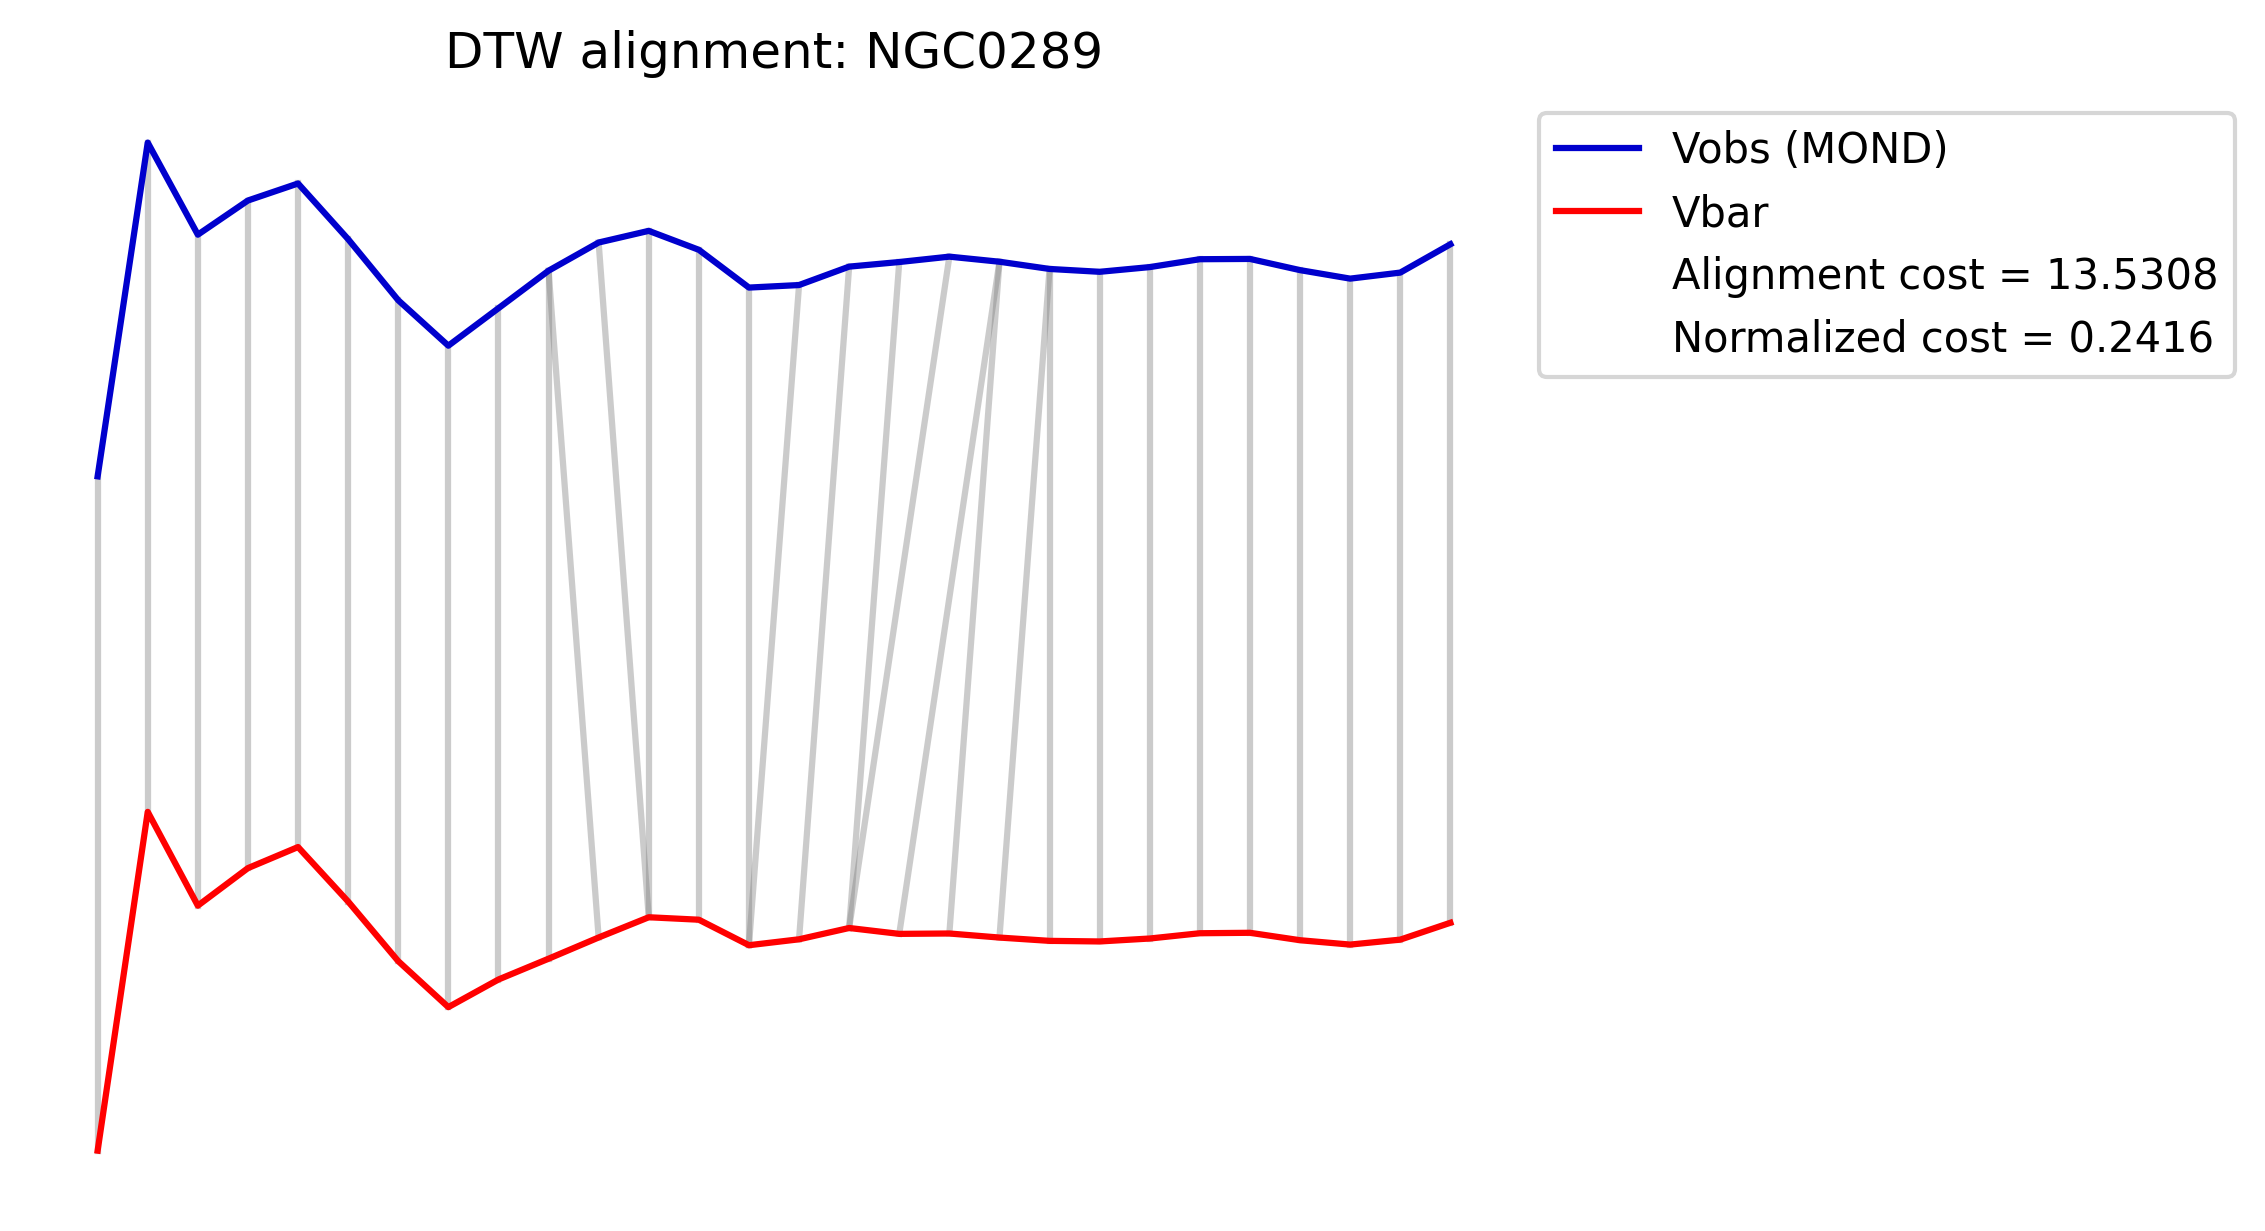 DTW alignment: NGC0289
Vobs (MOND)
Vbar
Alignment cost = 13.5308
Normalized cost = 0.2416